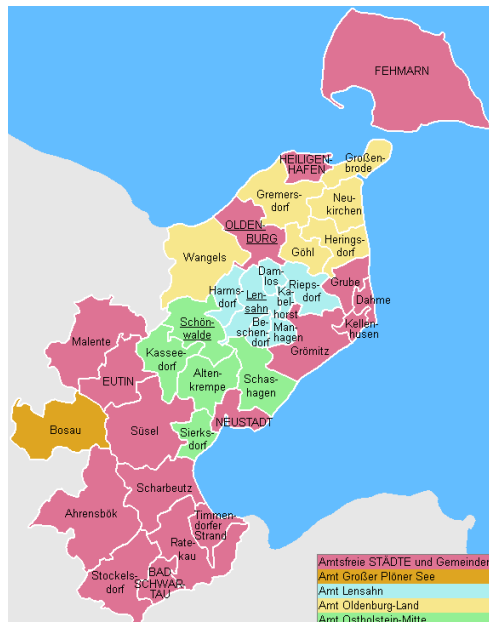 FEHMARN
HEILIGEN-
HAFEN
Großen-
brode
Gremers-
dorf
Neu-
kirchen
OLDEN-
BURG
Herings-
dorf
Göhl
Wangels
Dam-
los
Grube
Harms-
dorf
Len-
sahn
Ka-
bel-
horst
Rieps-
dorf
Dahme
Schön-
walde
Be-
schen-
dorf
Man-
hagen
Kellen-
husen
Malente
Kassee-
dorf
Grömitz
Alten-
krempe
Schas-
hagen
EUTIN
Bosau
Süsel
Sierks-
dorf
NEUSTADT
Scharbeutz
Ahrensbök
Timmen-
dorfer
Strand
Rate-
kau
Stockels-
dorf
BAD
SCHWAR-
TAU
Amtsfreie STÄDTE und Gemeinden
Amt Großer Plöner See
Amt Lensahn
Amt Oldenburg-Land
Amt Ostholstein-Mitte